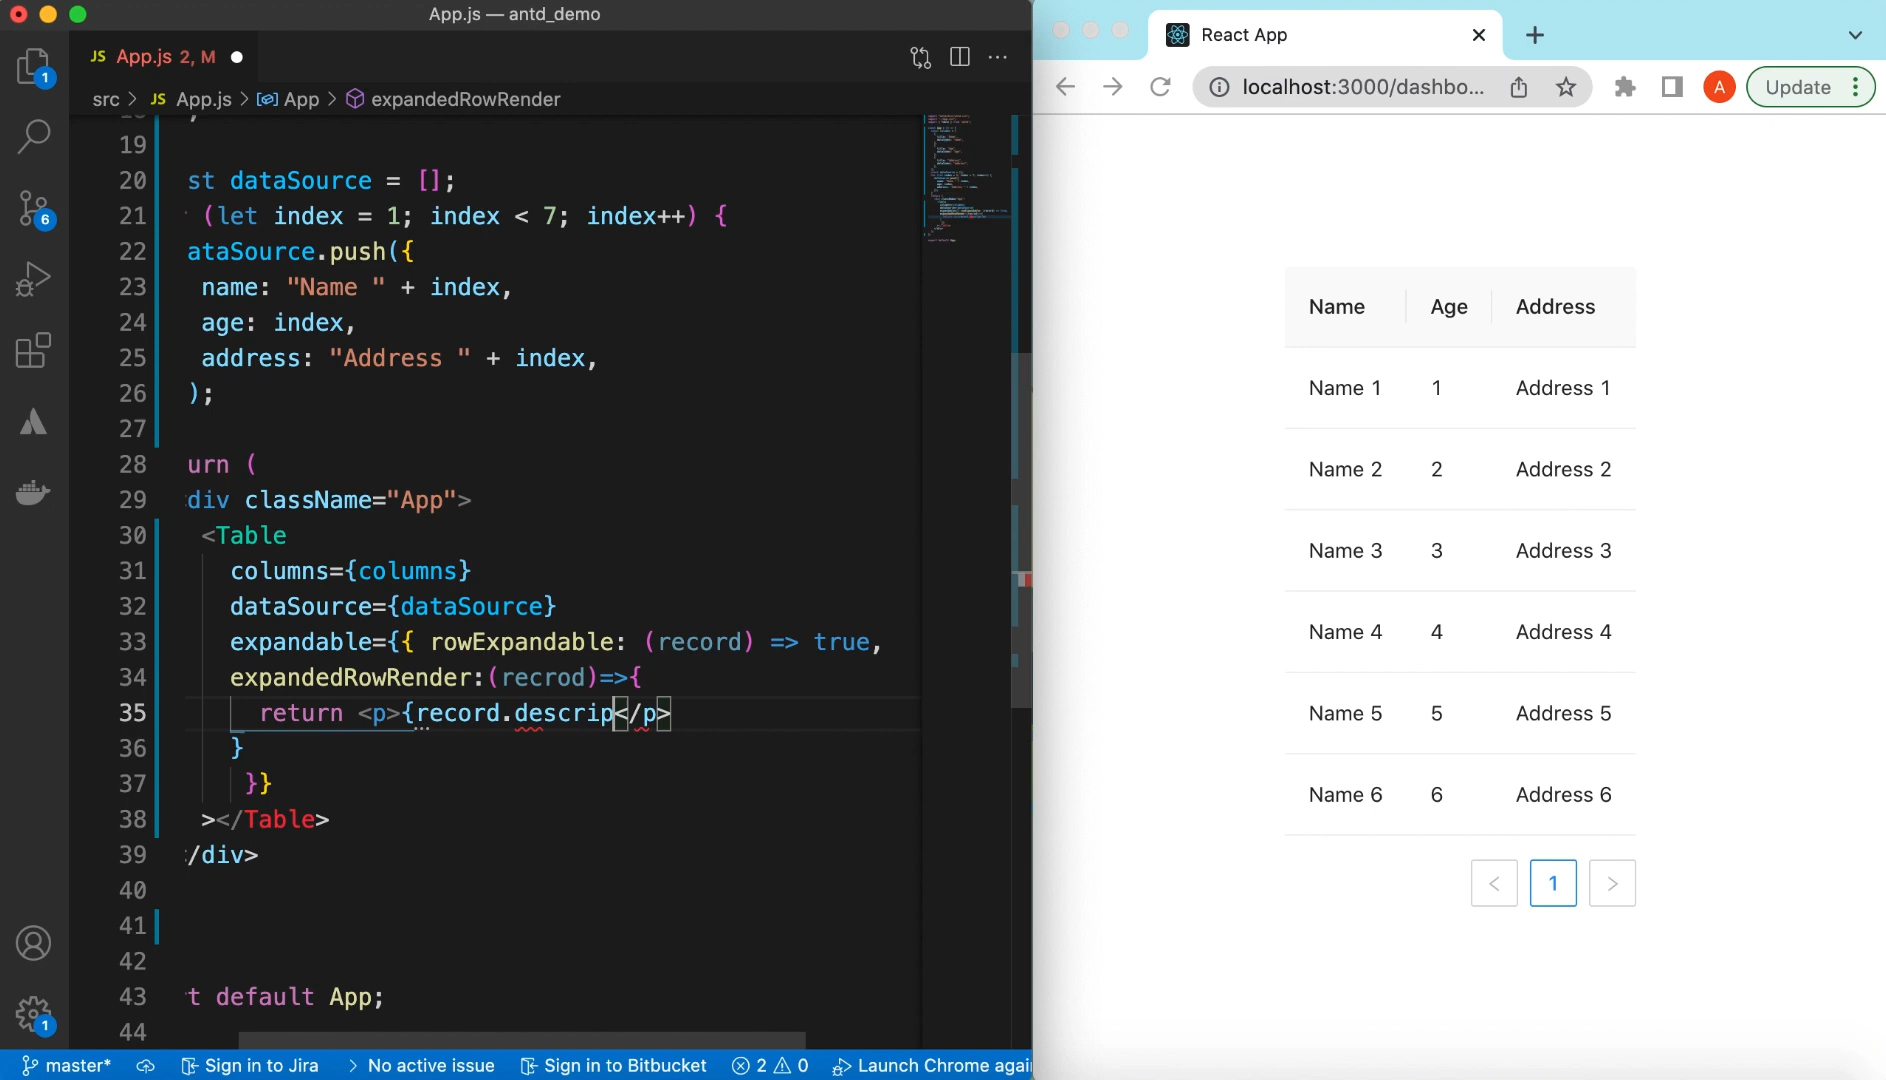 App.js — antd_demo
JS App.js 2, M
src > JS App.js > App > expandedRowRender
1
6
1
19
20 st dataSource = [];
21 (let index = 1; index < 7; index++) {
22 ataSource.push({
23 name: "Name " + index,
24 age: index,
25 address: "Address " + index,
26 );
27
28 urn (
29 div className="App">
30 <Table
31 columns={columns}
32 dataSource={dataSource}
33 expandable={{ rowExpandable: (record) => true,
34 expandedRowRender:(recrod)=>{
35 return <p>{record.descrip</p>
36 }
37 }}
38 ></Table>
39 /div>
40
41
42
43 t default App;
44
master* Sign in to Jira > No active issue Sign in to Bitbucket 2 0 Launch Chrome agai
React App
localhost:3000/dashbo...
A
Update
Name Age Address
Name 1 1 Address 1
Name 2 2 Address 2
Name 3 3 Address 3
Name 4 4 Address 4
Name 5 5 Address 5
Name 6 6 Address 6
< 1 >